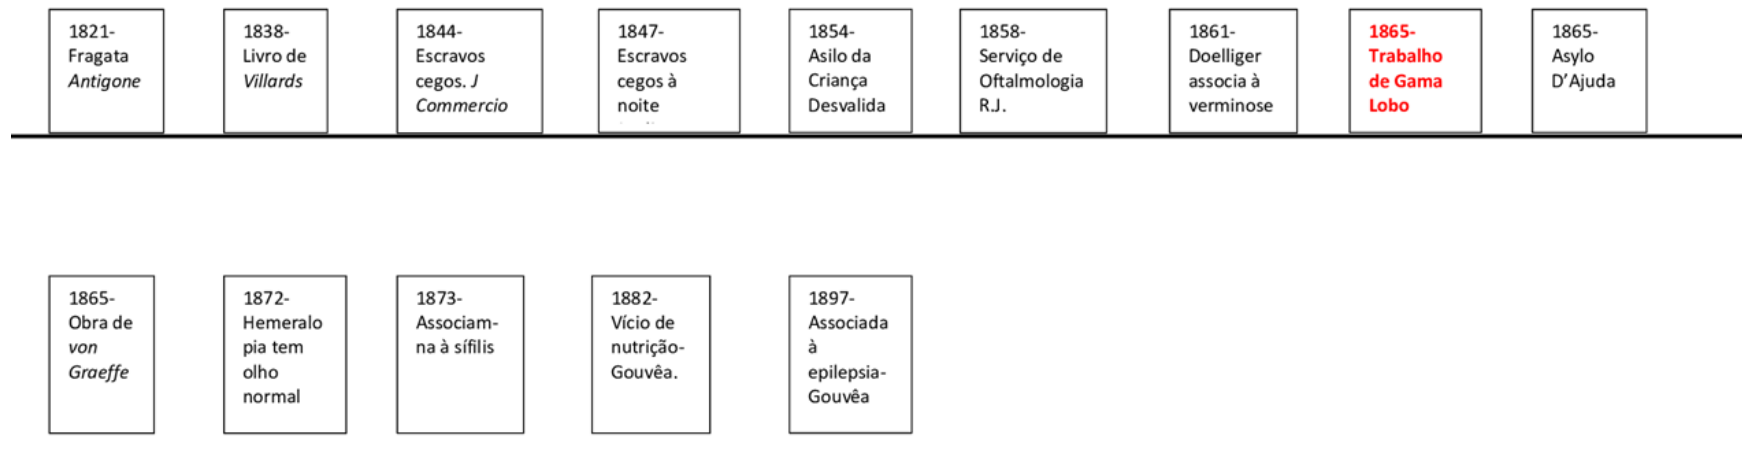 1821-
Fragata
Antigone
1838-
Livro de
Villards
1844-
Escravos
cegos. J
Commercio
1847-
Escravos
cegos à
noite
1854-
Asilo da
Criança
Desvalida
1858-
Serviço de
Oftalmologia
R.J.
1861-
Doelliger
associa à
verminose
1865-
Trabalho
de Gama
Lobo
1865-
Asylo
D’Ajuda
1865-
Obra de
von
Graeffe
1872-
Hemeralo
pia tem
olho
normal
1873-
Associam-
na à sífilis
1882-
Vício de
nutrição-
Gouvêa.
1897-
Associada
à
epilepsia-
Gouvêa